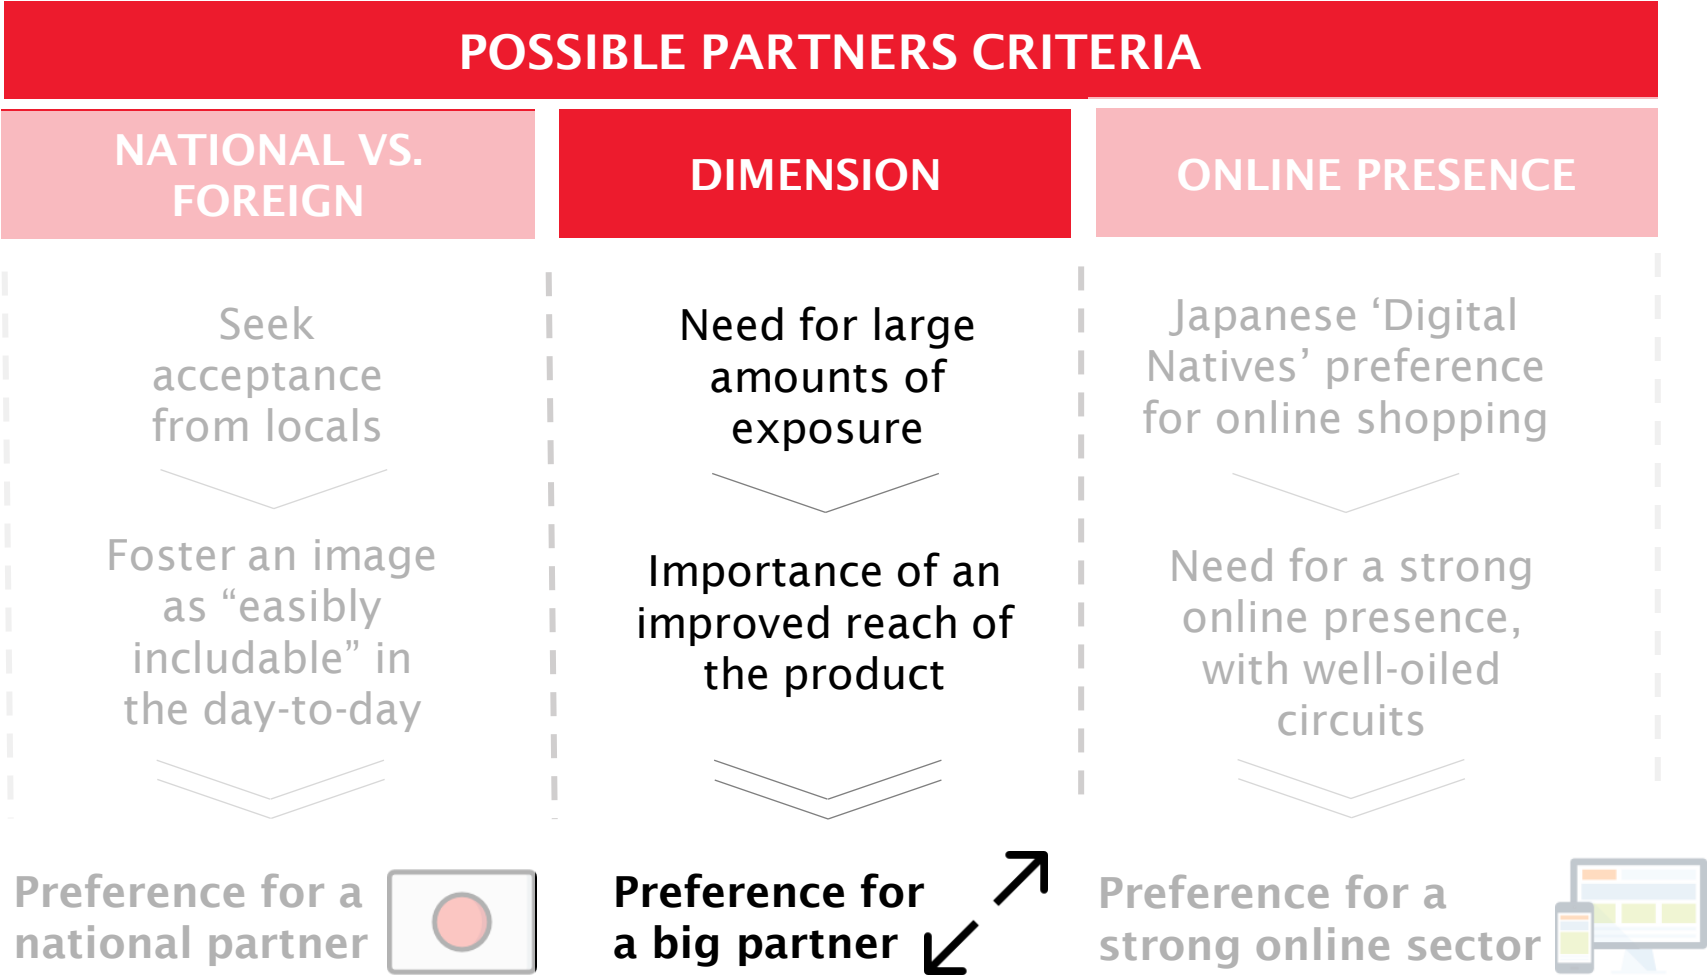 POSSIBLE PARTNERS CRITERIA
NATIONAL VS.
FOREIGN
Seek
acceptance
from locals
Foster an image
as “easibly
includable” in
the day-to-day
Preference for a
national partner
DIMENSION
Need for large
amounts of
exposure
Importance of an
improved reach of
the product
Preference for
a big partner
ONLINE PRESENCE
Japanese ‘Digital
Natives’ preference
for online shopping
Need for a strong
online presence,
with well-oiled
circuits
Preference for a
strong online sector